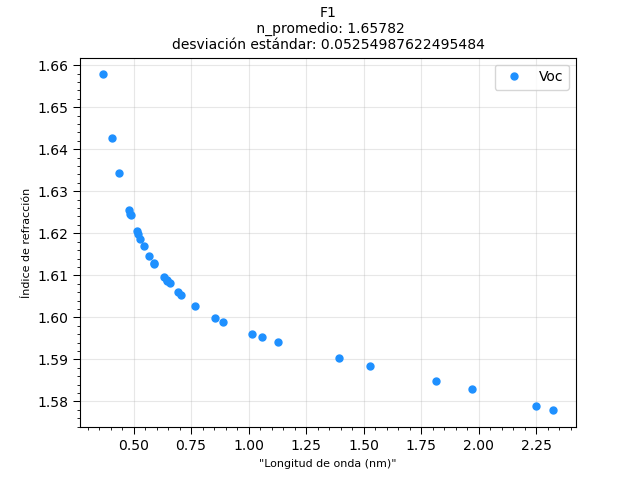 F1
n_promedio: 1.65782
desviación estándar: 0.05254987622495484
Voc
Índice de refracción
1.66
1.65
1.64
1.63
1.62
1.61
1.60
1.59
1.58
0.50 0.75 1.00 1.25 1.50 1.75 2.00 2.25
"Longitud de onda (nm)"